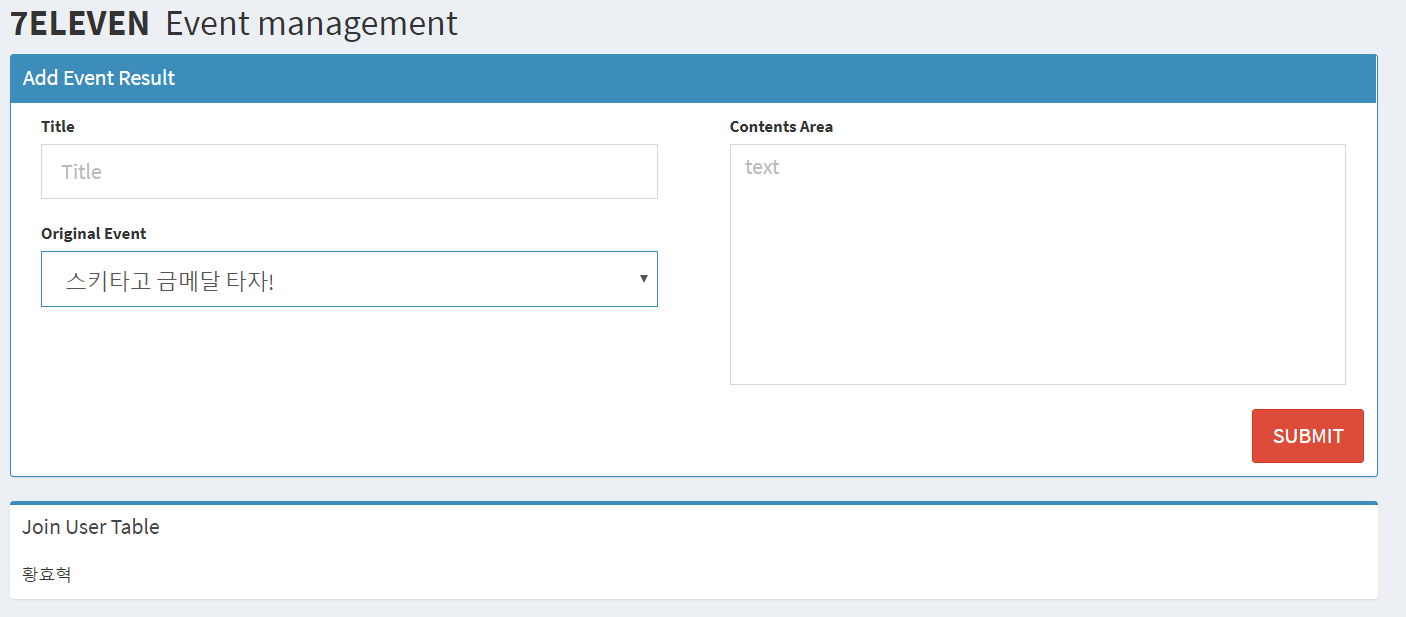 7ELEVEN Event management
Add Event Result
Title
Title
Original Event
스키타고 금메달 타자!
Contents Area
text
SUBMIT
Join User Table
황효혁